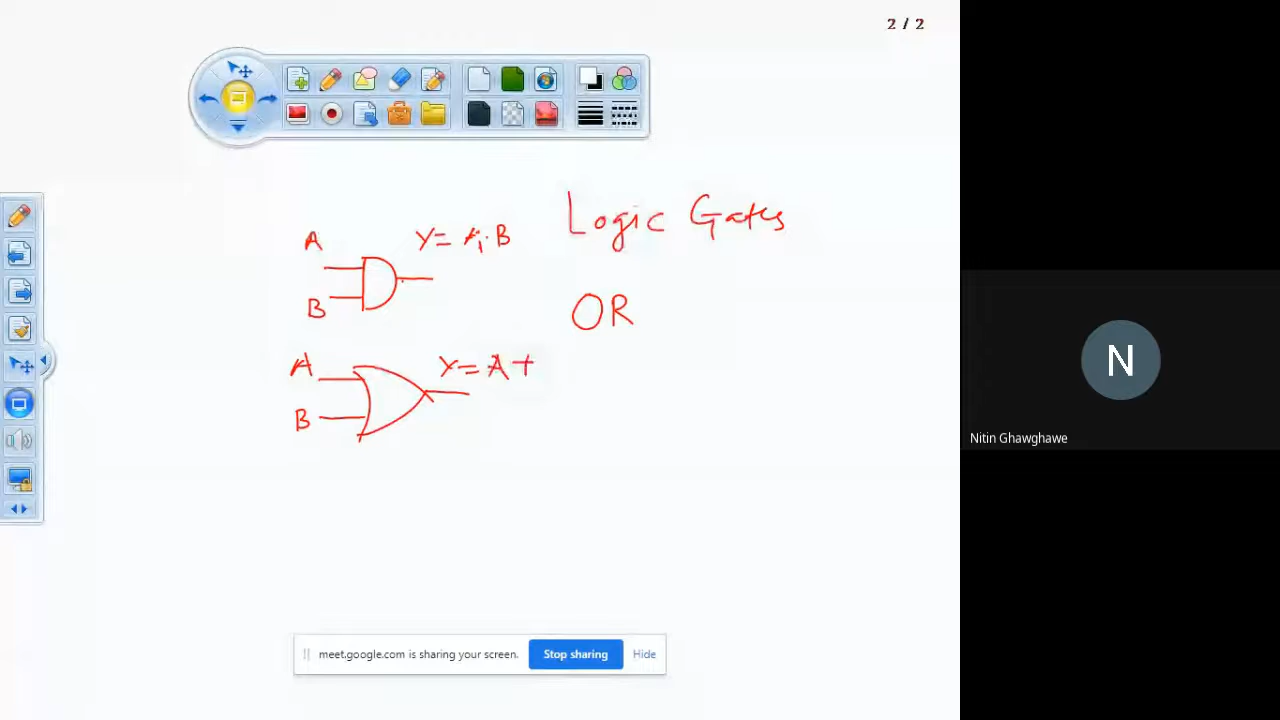 2 / 2
Logic Gates
A
Y = A.B
B
OR
A
Y = A +
B
Nitin Ghawghawe
N
meet.google.com is sharing your screen.
Stop sharing
Hide